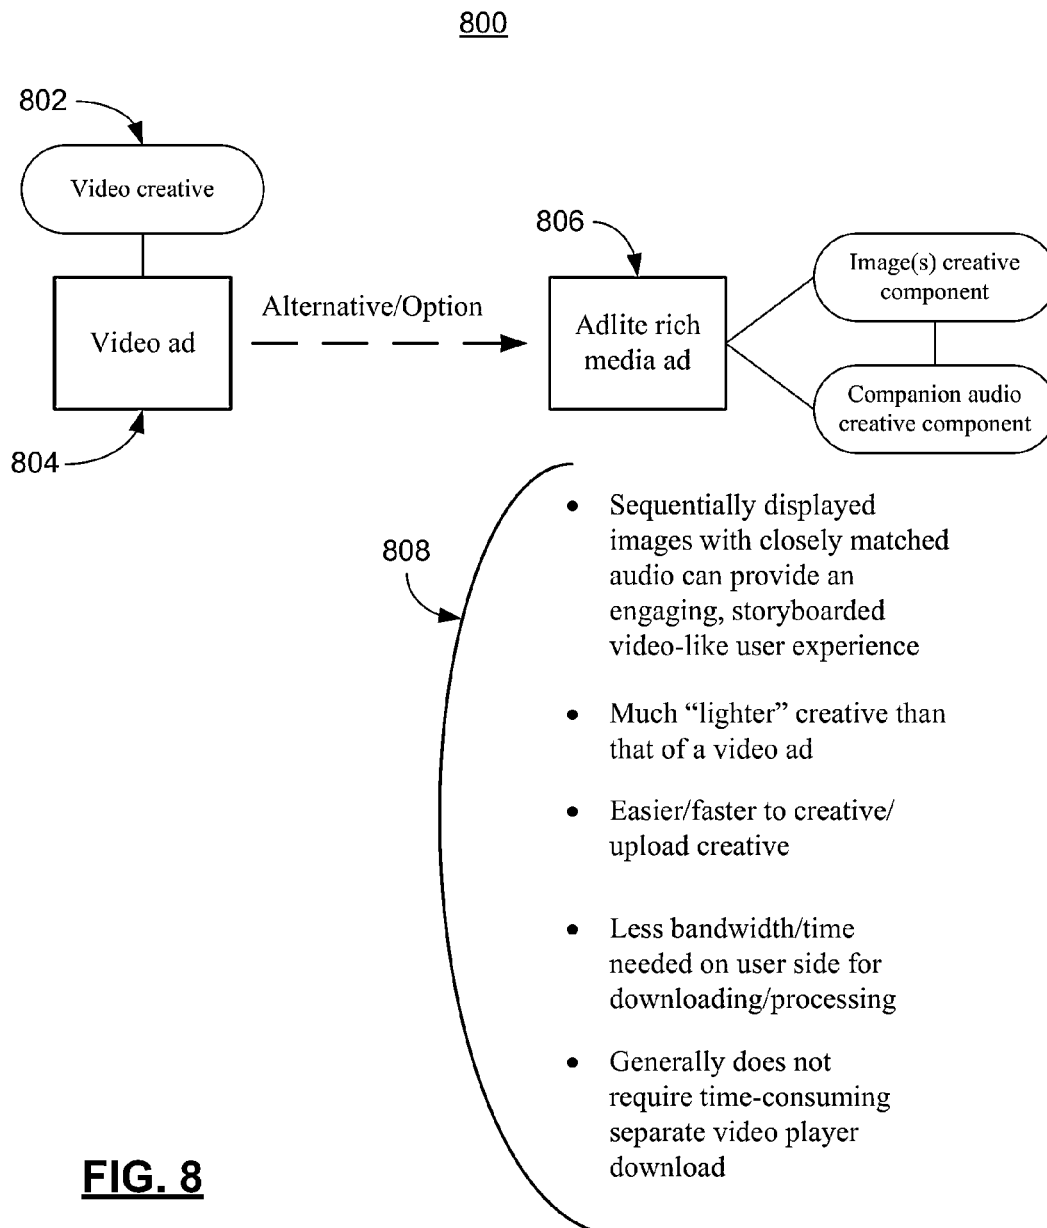 800
802
Video creative
Video ad
804
Alternative/Option
806
Adlite rich
media ad
Image(s) creative
component
Companion audio
creative component
808
• Sequentially displayed
images with closely matched
audio can provide an
engaging, storyboarded
video-like user experience
• Much “lighter” creative than
that of a video ad
• Easier/faster to creative/
upload creative
• Less bandwidth/time
needed on user side for
downloading/processing
• Generally does not
require time-consuming
separate video player
download
FIG. 8